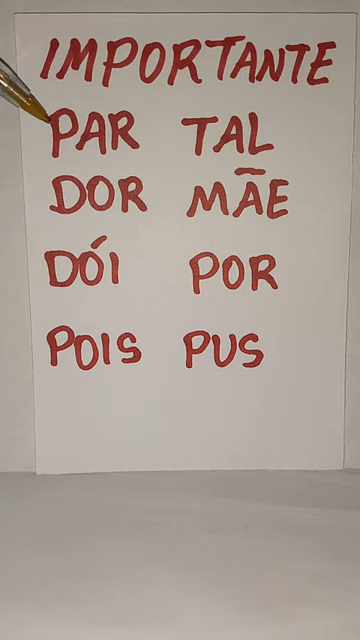 IMPORTANTE
PAR TAL
DOR MÃE
DÓI POR
POIS PUS